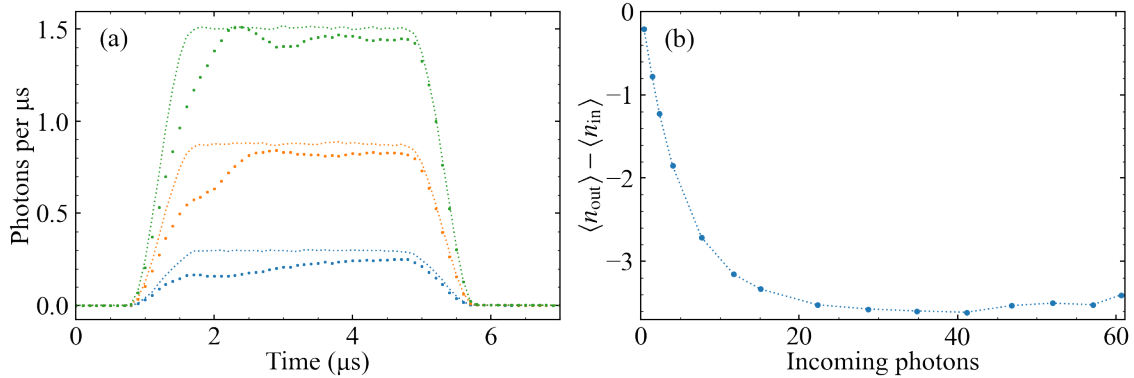 (a)
Photons per μs
1.5
1.0
0.5
0.0
0 2 4 6
Time (μs)
(b)
⟨n_out⟩ − ⟨n_in⟩
0
−1
−2
−3
0 20 40 60
Incoming photons